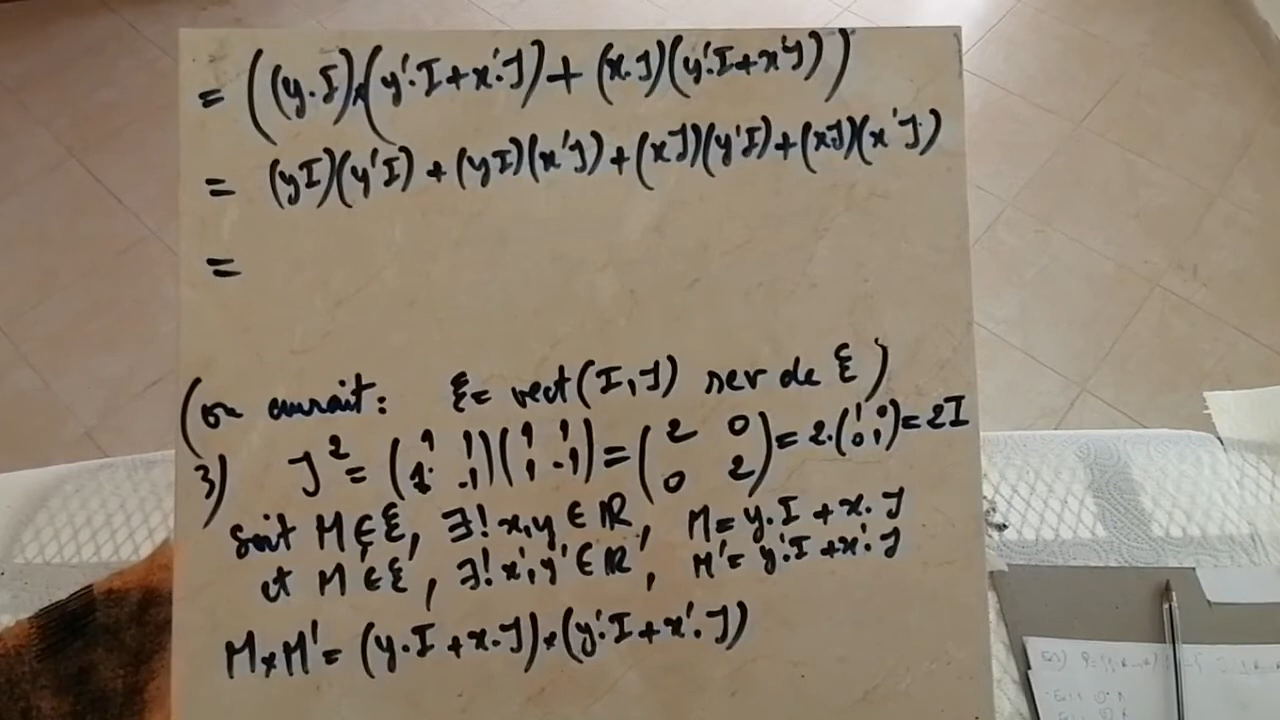 = ((y.I)×(y'.I+x'.J)+(x.J)(y'.I+x'J))
= (yI)(y'I)+(yI)(x'J)+(xJ)(y'I)+(xJ)(x'J)
=
(on aurait: ξ= vect(I,J) sev de ξ)
3) J²=(1 1 1 -1)(1 1 1 -1)=(2 0 0 2)=2.(1 0 0 1)=2I
Soit M∈ξ, ∃! x,y ∈ℝ, M=y.I+x.J
et M'∈ξ, ∃! x',y'∈ℝ, M'=y'.I+x'.J
M×M'=(y.I+x.J)×(y'.I+x'.J)